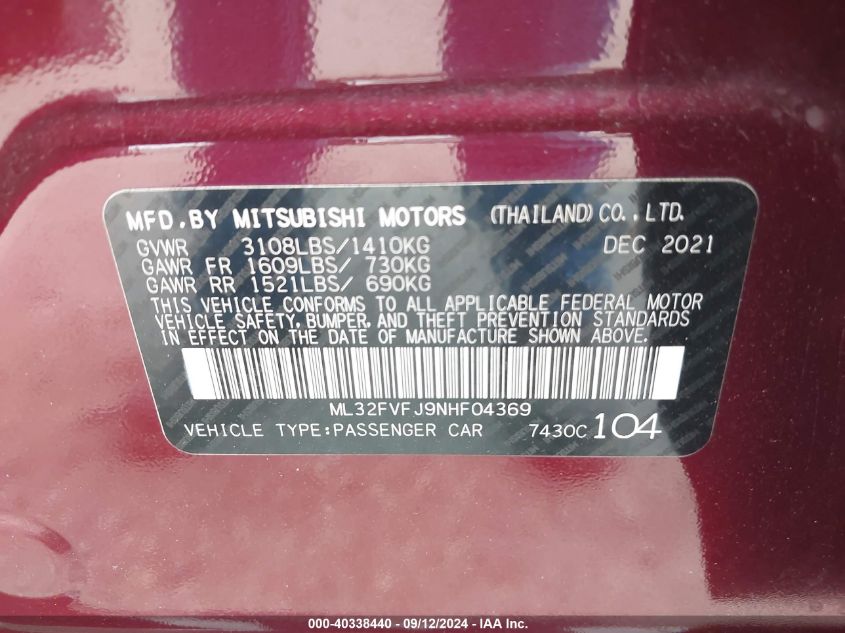 MFD.BY MITSUBISHI MOTORS (THAILAND)CO.,LTD.
GVWR 3108LBS/1410KG DEC 2021
GAWR FR 1609LBS/ 730KG
GAWR RR 1521LBS/ 690KG
THIS VEHICLE CONFORMS TO ALL APPLICABLE FEDERAL MOTOR
VEHICLE SAFETY, BUMPER, AND THEFT PREVENTION STANDARDS
IN EFFECT ON THE DATE OF MANUFACTURE SHOWN ABOVE.
ML32FVFJ9NHF04369
VEHICLE TYPE:PASSENGER CAR 7430C 104
000-40338440 - 09/12/2024 - IAA Inc.